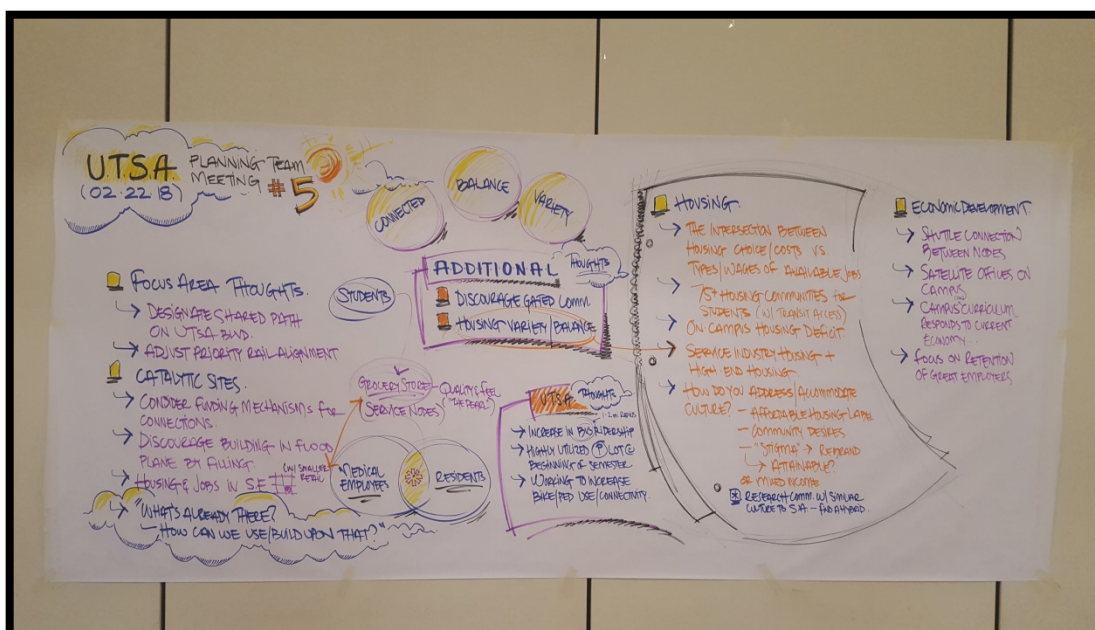 U.T.S.A.
(02.22.18)
PLANNING TEAM
MEETING #5
CONNECTED
BALANCE
VARIETY
FOCUS AREA THOUGHTS.
→ DESIGNATE SHARED PATH
ON UTSA BLVD.
→ ADJUST PRIORITY RAIL ALIGNMENT
CATALYTIC SITES.
→ CONSIDER FUNDING MECHANISMS FOR
CONNECTIONS.
→ DISCOURAGE BUILDING IN FLOOD
PLANE BY FILLING.
→ HOUSING & JOBS IN S.E.
(W/ SMALLER
RETAIL
→ "WHAT'S ALREADY THERE?
– HOW CAN WE USE/BUILD UPON THAT?"
STUDENTS
GROCERY STORES
SERVICE NODES
– QUALITY & FEEL
"THE PEARL"
MEDICAL
EMPLOYEES
RESIDENTS
ADDITIONAL
THOUGHTS
DISCOURAGE GATED COMM.
HOUSING VARIETY/BALANCE
UTSA
THOUGHTS
→ INCREASE IN BUS RIDERSHIP
→ HIGHLY UTILIZED P LOT @
BEGINNING OF SEMESTER
→ WORKING TO INCREASE
BIKE/PED USE/CONNECTIVITY
HOUSING
→ THE INTERSECTION BETWEEN
HOUSING CHOICE/COSTS VS.
TYPES/WAGES OF AVAILABLE JOBS
→ HOUSING COMMUNITIES FOR
STUDENTS (W/ TRANSIT ACCESS)
→ ON CAMPUS HOUSING DEFICIT.
→ SERVICE INDUSTRY HOUSING +
HIGH-END HOUSING
→ HOW DO YOU ADDRESS/ACCOMMODATE
CULTURE?
– AFFORDABLE HOUSING LABEL
– COMMUNITY DESIRES
– "STIGMA" → REBRAND
→ ATTAINABLE?
OR MIXED INCOME
* RESEARCH COMM. W/ SIMILAR
CULTURE TO S.A. – FIND A HYBRID.
ECONOMIC DEVELOPMENT
→ SHUTTLE CONNECTION
BETWEEN NODES
→ SATELLITE OFFICES ON
CAMPUS
→ CAMPUS CURRICULUM
RESPONDS TO CURRENT
ECONOMY...
→ FOCUS ON RETENTION
OF GREAT EMPLOYERS